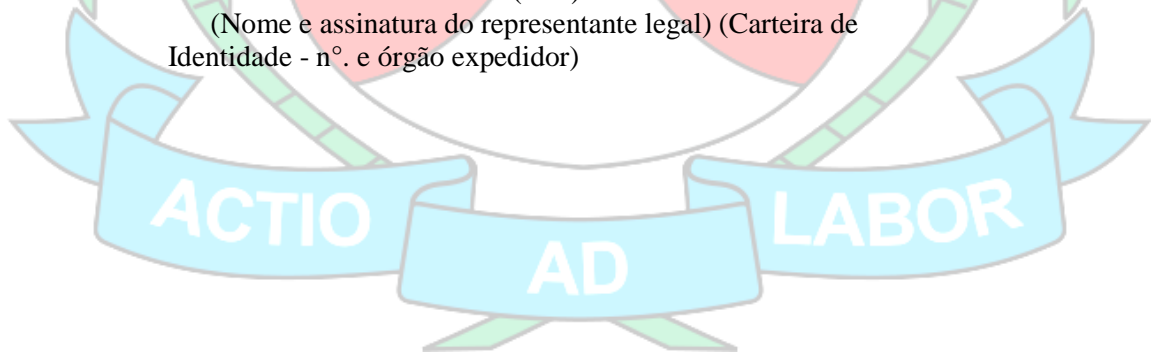 (Nome e assinatura do representante legal) (Carteira de
Identidade - n°. e órgão expedidor)
ACTIO
AD
LABOR